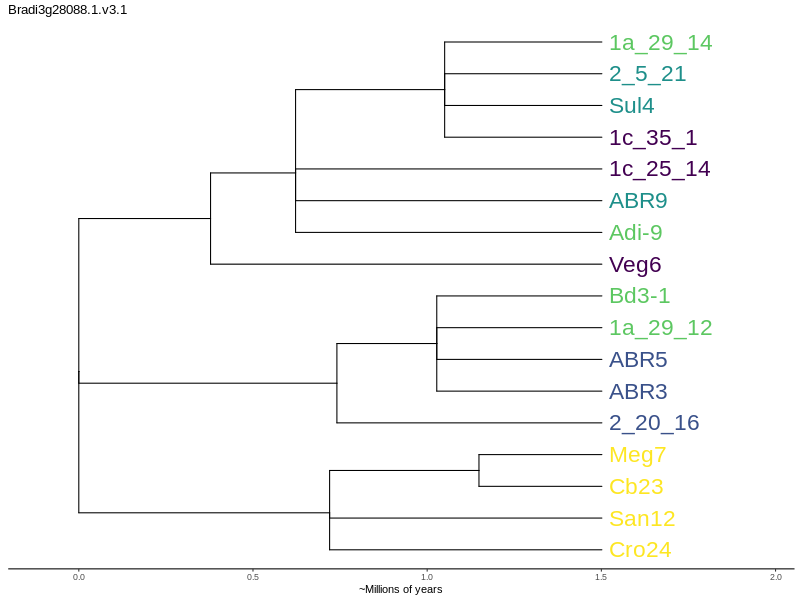 Bradi3g28088.1.v3.1
1a_29_14
2_5_21
Sul4
1c_35_1
1c_25_14
ABR9
Adi-9
Veg6
Bd3-1
1a_29_12
ABR5
ABR3
2_20_16
Meg7
Cb23
San12
Cro24
0.0 0.5 1.0 1.5 2.0
~Millions of years